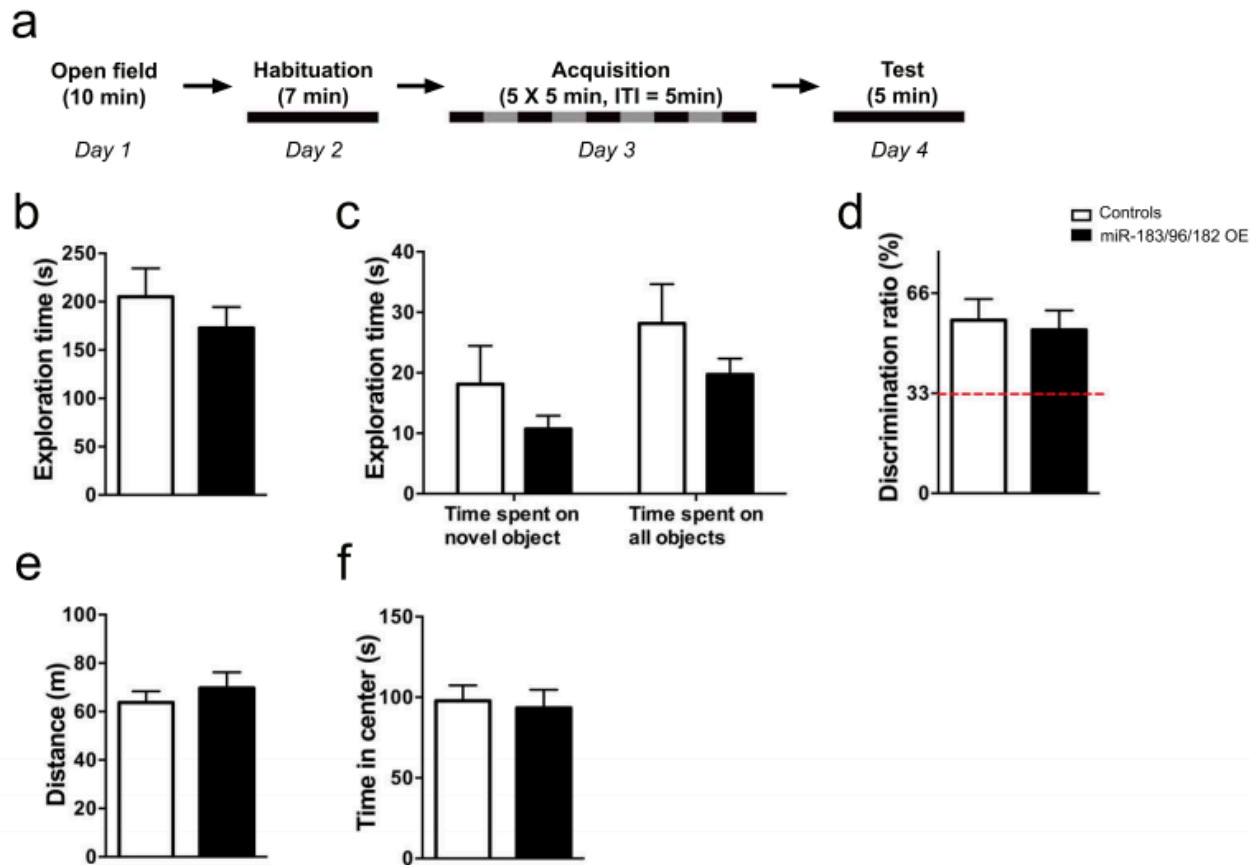 a
Open field
(10 min)
Day 1
Habituation
(7 min)
Day 2
Acquisition
(5 X 5 min, ITI = 5min)
Day 3
Test
(5 min)
Day 4
b
Exploration time (s)
250
200
150
100
50
0
c
Exploration time (s)
40
30
20
10
0
Time spent on
novel object
Time spent on
all objects
d
Controls
miR-183/96/182 OE
Discrimination ratio (%)
66
33
0
e
Distance (m)
100
80
60
40
20
0
f
Time in center (s)
150
100
50
0